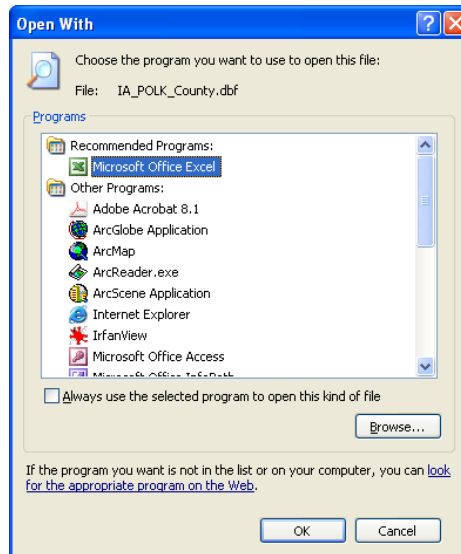 Open With
Choose the program you want to use to open this file:
File: IA_POLK_County.dbf
Programs
Recommended Programs:
Microsoft Office Excel
Other Programs:
Adobe Acrobat 8.1
ArcGlobe Application
ArcMap
ArcReader.exe
ArcScene Application
Internet Explorer
IrfanView
Microsoft Office Access
Microsoft Office InfoPath
Always use the selected program to open this kind of file
Browse...
If the program you want is not in the list or on your computer, you can look
for the appropriate program on the Web.
OK Cancel